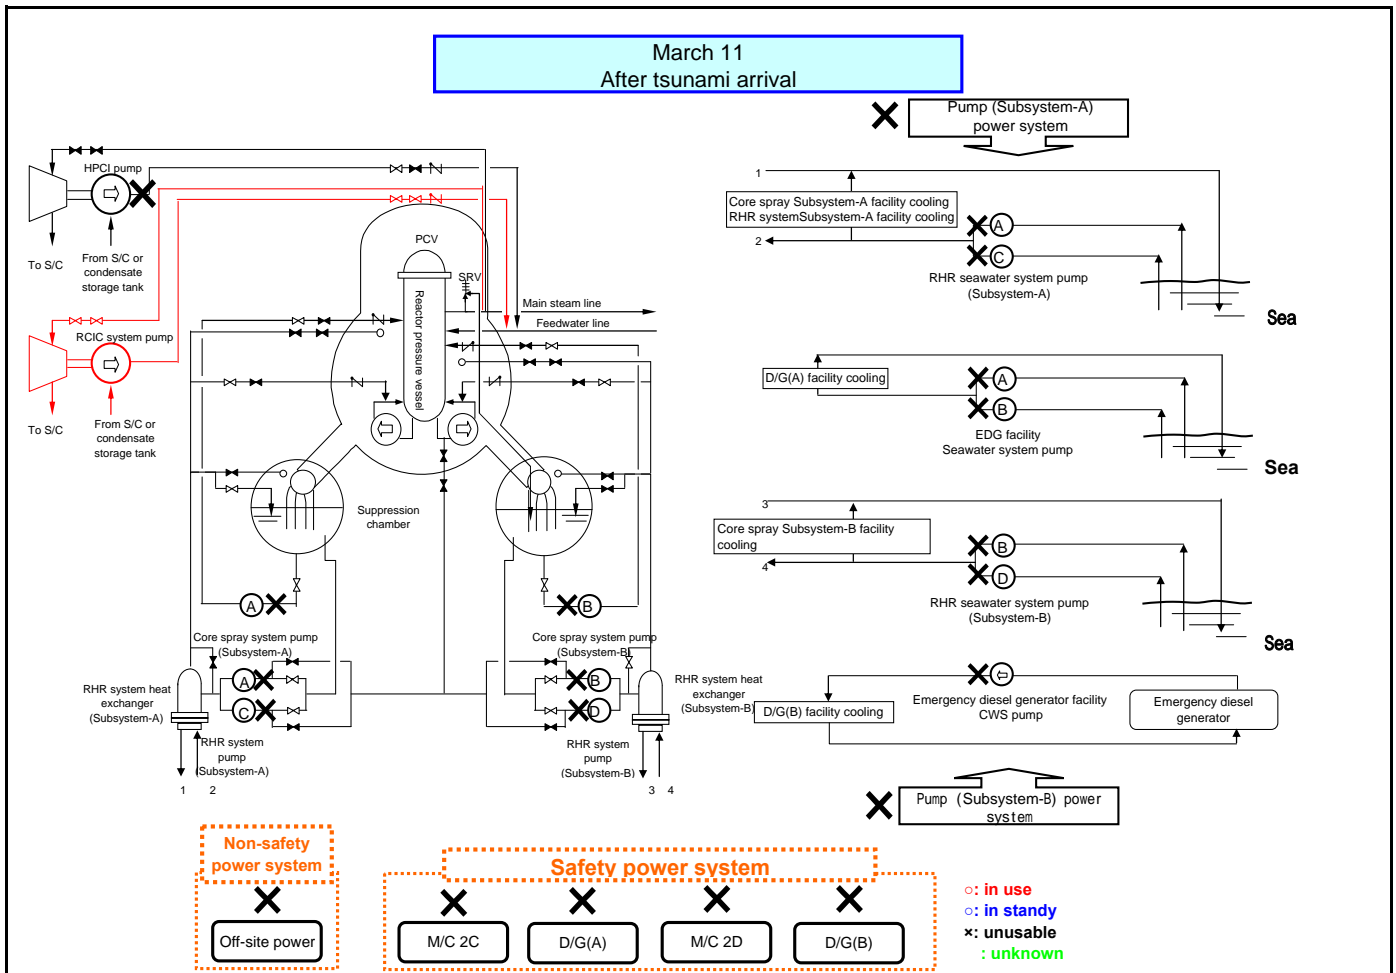 March 11
After tsunami arrival
Pump (Subsystem-A)
power system
HPCI pump
To S/C
From S/C or
condensate
storage tank
RCIC system pump
To S/C
From S/C or
condensate
storage tank
PCV
SRV
Reactor pressure vessel
Main steam line
Feedwater line
Suppression
chamber
A
B
Core spray system pump
(Subsystem-A)
Core spray system pump
(Subsystem-B)
A
C
B
D
RHR system heat
exchanger
(Subsystem-A)
RHR system heat
exchanger
(Subsystem-B)
RHR system
pump
(Subsystem-A)
RHR system
pump
(Subsystem-B)
1 2
3 4
1
Core spray Subsystem-A facility cooling
RHR systemSubsystem-A facility cooling
2
A
C
RHR seawater system pump
(Subsystem-A)
Sea
D/G(A) facility cooling
A
B
EDG facility
Seawater system pump
Sea
3
Core spray Subsystem-B facility
cooling
4
B
D
RHR seawater system pump
(Subsystem-B)
Sea
D/G(B) facility cooling
Emergency diesel generator facility
CWS pump
Emergency diesel
generator
Pump (Subsystem-B) power
system
Non-safety
power system
Off-site power
Safety power system
M/C 2C
D/G(A)
M/C 2D
D/G(B)
○: in use
○: in standy
×: unusable
: unknown